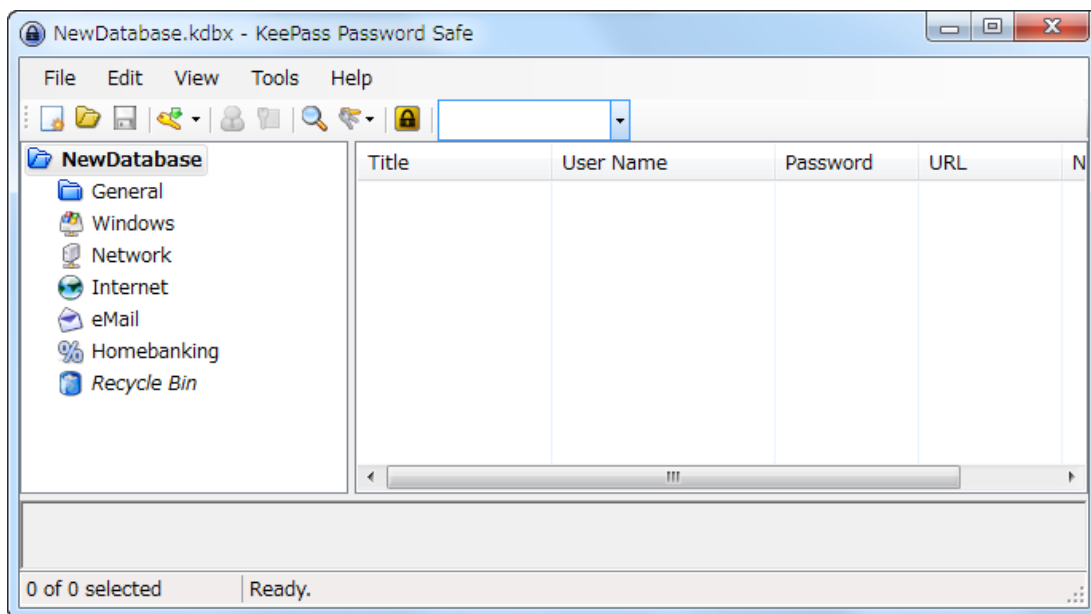 NewDatabase.kdbx - KeePass Password Safe
File Edit View Tools Help
NewDatabase
General
Windows
Network
Internet
eMail
Homebanking
Recycle Bin
Title User Name Password URL N
0 of 0 selected Ready.